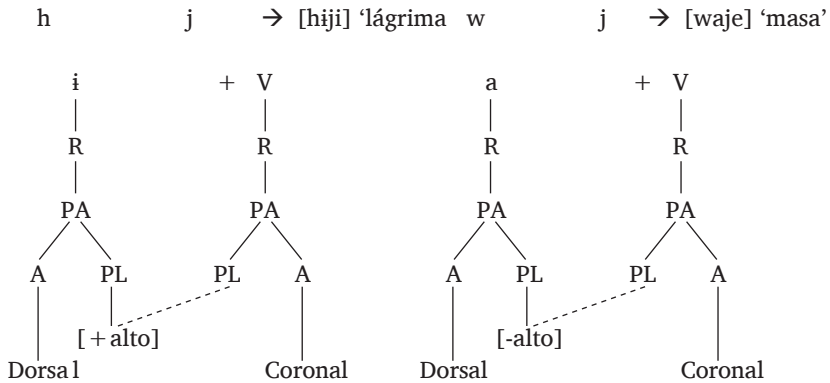 h j → [hɨji] ‘lágrima w j → [waje] ‘masa’
ɨ + V a + V
R R R R
PA PA PA PA
A PL PL A A PL PL A
[+alto] [-alto]
Dorsal Coronal Dorsal Coronal